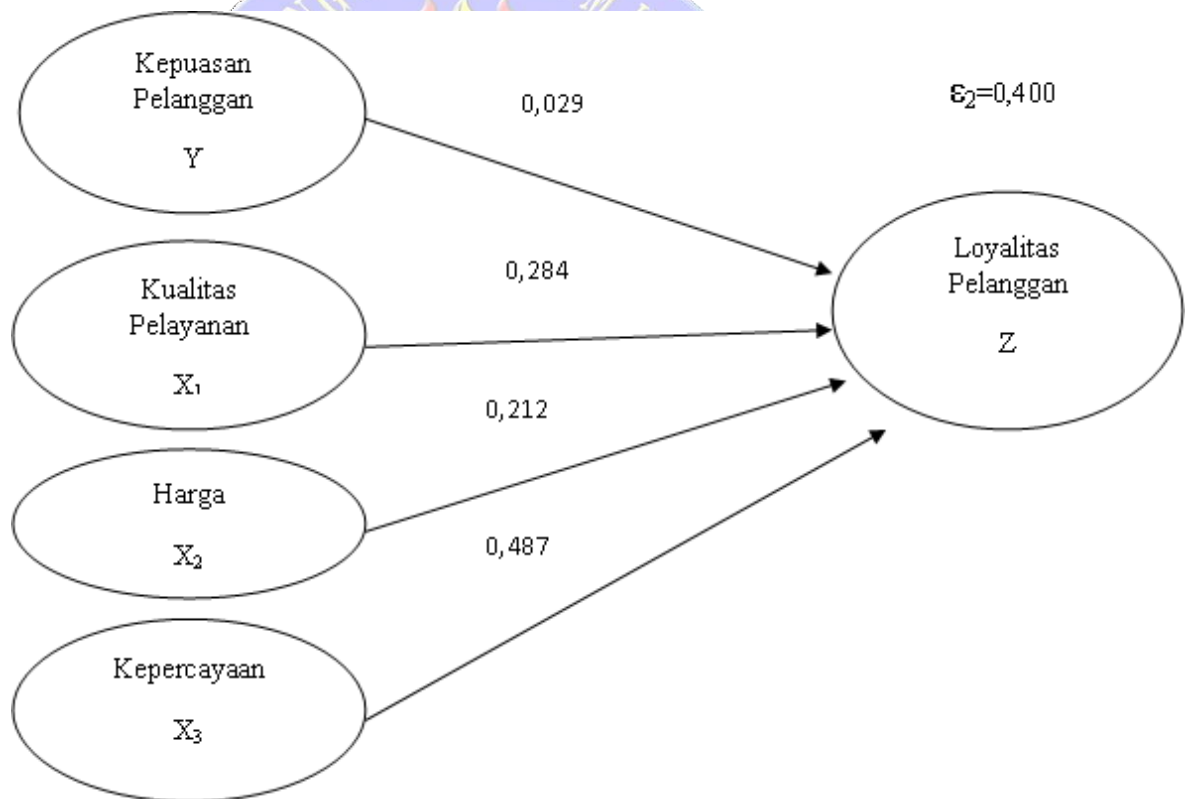 Kepuasan
Pelanggan
Y
0,029
ε₂=0,400
Kualitas
Pelayanan
X₁
0,284
Loyalitas
Pelanggan
Z
Harga
X₂
0,212
Kepercayaan
X₃
0,487